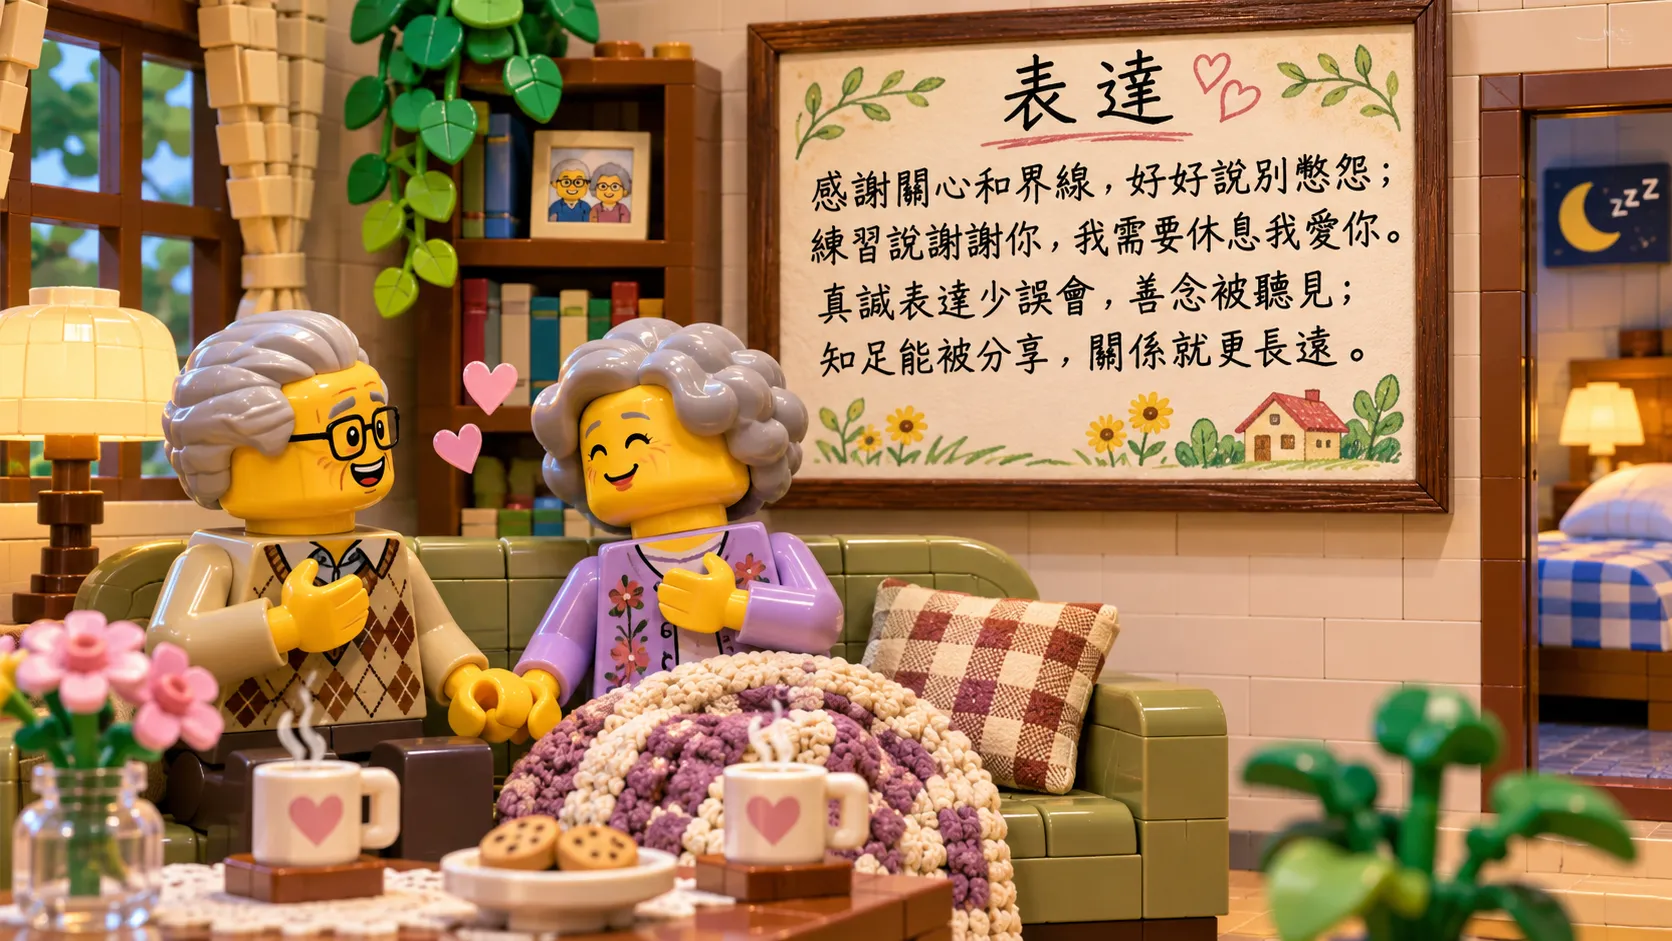 表達
感謝關心和界線，好好說別憋怨；
練習說謝謝你，我需要休息我愛你。
真誠表達少誤會，善念被聽見；
知足能被分享，關係就更長遠。
zzz